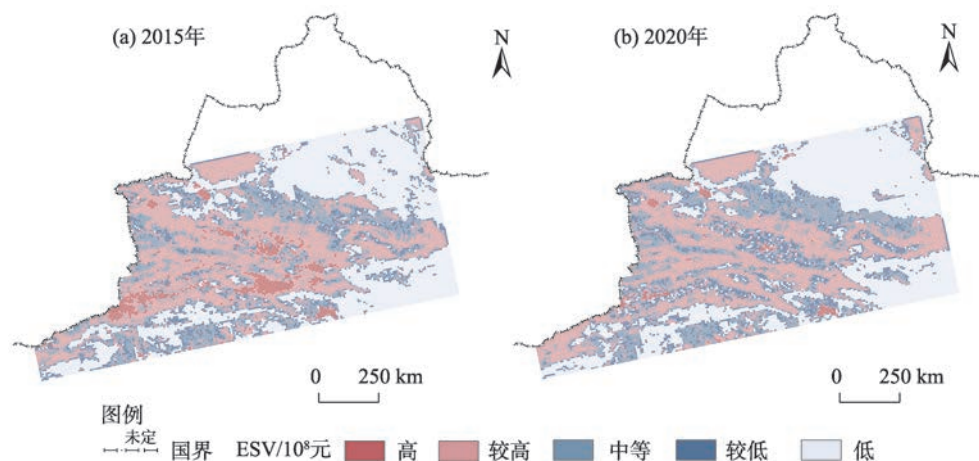 (a) 2015年
N
(b) 2020年
N
0 250 km
0 250 km
图例
未定 国界 ESV/10⁸元 高 较高 中等 较低 低